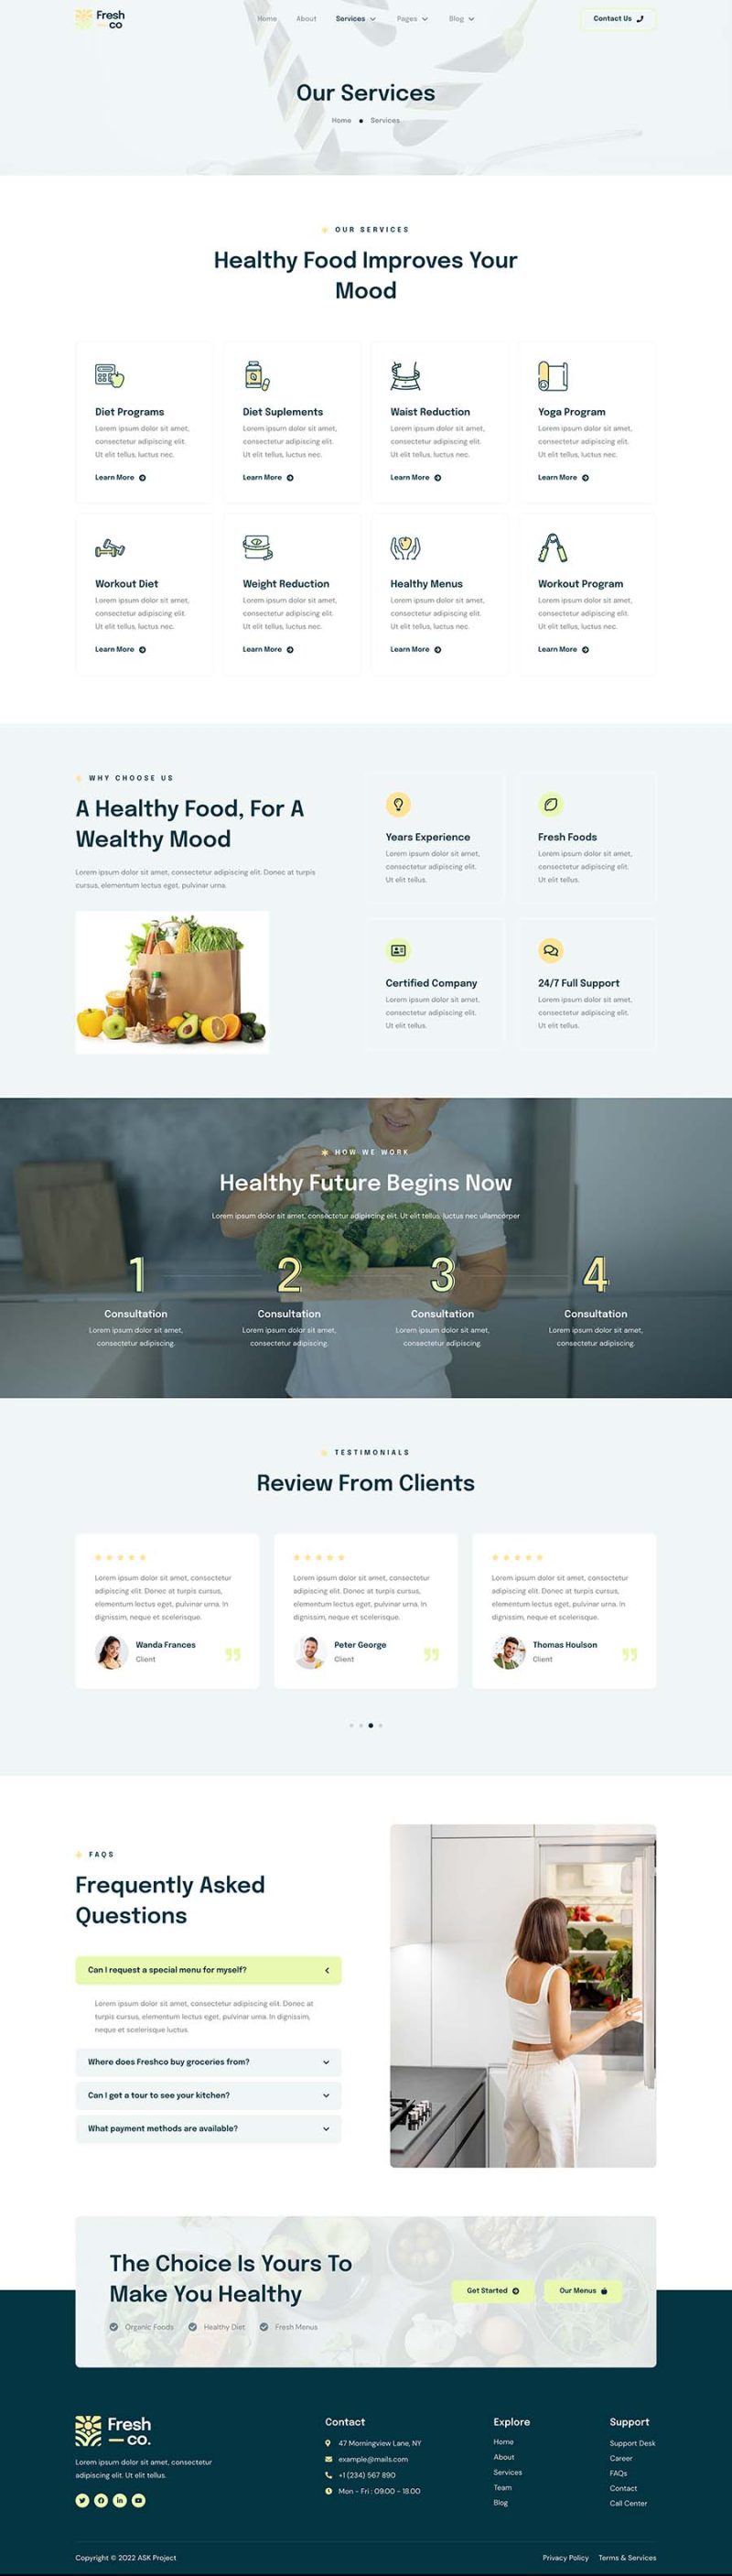 Fresh
co
Home About Services Pages Blog
Contact Us
Our Services
Home Services
OUR SERVICES
Healthy Food Improves Your
Mood
Diet Programs
Lorem ipsum dolor sit amet,
consectetur adipiscing elit.
Ut elit tellus, luctus nec.
Learn More
Diet Suplements
Lorem ipsum dolor sit amet,
consectetur adipiscing elit.
Ut elit tellus, luctus nec.
Learn More
Waist Reduction
Lorem ipsum dolor sit amet,
consectetur adipiscing elit.
Ut elit tellus, luctus nec.
Learn More
Yoga Program
Lorem ipsum dolor sit amet,
consectetur adipiscing elit.
Ut elit tellus, luctus nec.
Learn More
Workout Diet
Lorem ipsum dolor sit amet,
consectetur adipiscing elit.
Ut elit tellus, luctus nec.
Learn More
Weight Reduction
Lorem ipsum dolor sit amet,
consectetur adipiscing elit.
Ut elit tellus, luctus nec.
Learn More
Healthy Menus
Lorem ipsum dolor sit amet,
consectetur adipiscing elit.
Ut elit tellus, luctus nec.
Learn More
Workout Program
Lorem ipsum dolor sit amet,
consectetur adipiscing elit.
Ut elit tellus, luctus nec.
Learn More
WHY CHOOSE US
A Healthy Food, For A
Wealthy Mood
Lorem ipsum dolor sit amet, consectetur adipiscing elit. Donec at turpis
cursus, elementum lectus eget, pulvinar urna.
Years Experience
Lorem ipsum dolor sit amet,
consectetur adipiscing elit.
Ut elit tellus.
Fresh Foods
Lorem ipsum dolor sit amet,
consectetur adipiscing elit.
Ut elit tellus.
Certified Company
Lorem ipsum dolor sit amet,
consectetur adipiscing elit.
Ut elit tellus.
24/7 Full Support
Lorem ipsum dolor sit amet,
consectetur adipiscing elit.
Ut elit tellus.
HOW WE WORK
Healthy Future Begins Now
Lorem ipsum dolor sit amet, consectetur adipiscing elit. Ut elit tellus, luctus nec ullamcorper
1
Consultation
Lorem ipsum dolor sit amet,
consectetur adipiscing.
2
Consultation
Lorem ipsum dolor sit amet,
consectetur adipiscing.
3
Consultation
Lorem ipsum dolor sit amet,
consectetur adipiscing.
4
Consultation
Lorem ipsum dolor sit amet,
consectetur adipiscing.
TESTIMONIALS
Review From Clients
Lorem ipsum dolor sit amet, consectetur
adipiscing elit. Donec at turpis cursus,
elementum lectus eget, pulvinar urna. In
dignissim, neque et scelerisque.
Wanda Frances
Client
Lorem ipsum dolor sit amet, consectetur
adipiscing elit. Donec at turpis cursus,
elementum lectus eget, pulvinar urna. In
dignissim, neque et scelerisque.
Peter George
Client
Lorem ipsum dolor sit amet, consectetur
adipiscing elit. Donec at turpis cursus,
elementum lectus eget, pulvinar urna. In
dignissim, neque et scelerisque.
Thomas Houlson
Client
FAQS
Frequently Asked
Questions
Can I request a special menu for myself?
Lorem ipsum dolor sit amet, consectetur adipiscing elit. Donec at
turpis cursus, elementum lectus eget, pulvinar urna. In dignissim,
neque et scelerisque luctus.
Where does Freshco buy groceries from?
Can I get a tour to see your kitchen?
What payment methods are available?
The Choice Is Yours To
Make You Healthy
Organic Foods Healthy Diet Fresh Menus
Get Started
Our Menus
Fresh
co.
Lorem ipsum dolor sit amet, consectetur
adipiscing elit. Ut elit tellus.
Contact
47 Morningview Lane, NY
example@mails.com
+1 (234) 567 890
Mon - Fri : 09.00 - 18.00
Explore
Home
About
Services
Team
Blog
Support
Support Desk
Career
FAQs
Contact
Call Center
Copyright © 2022 ASK Project
Privacy Policy Terms & Services